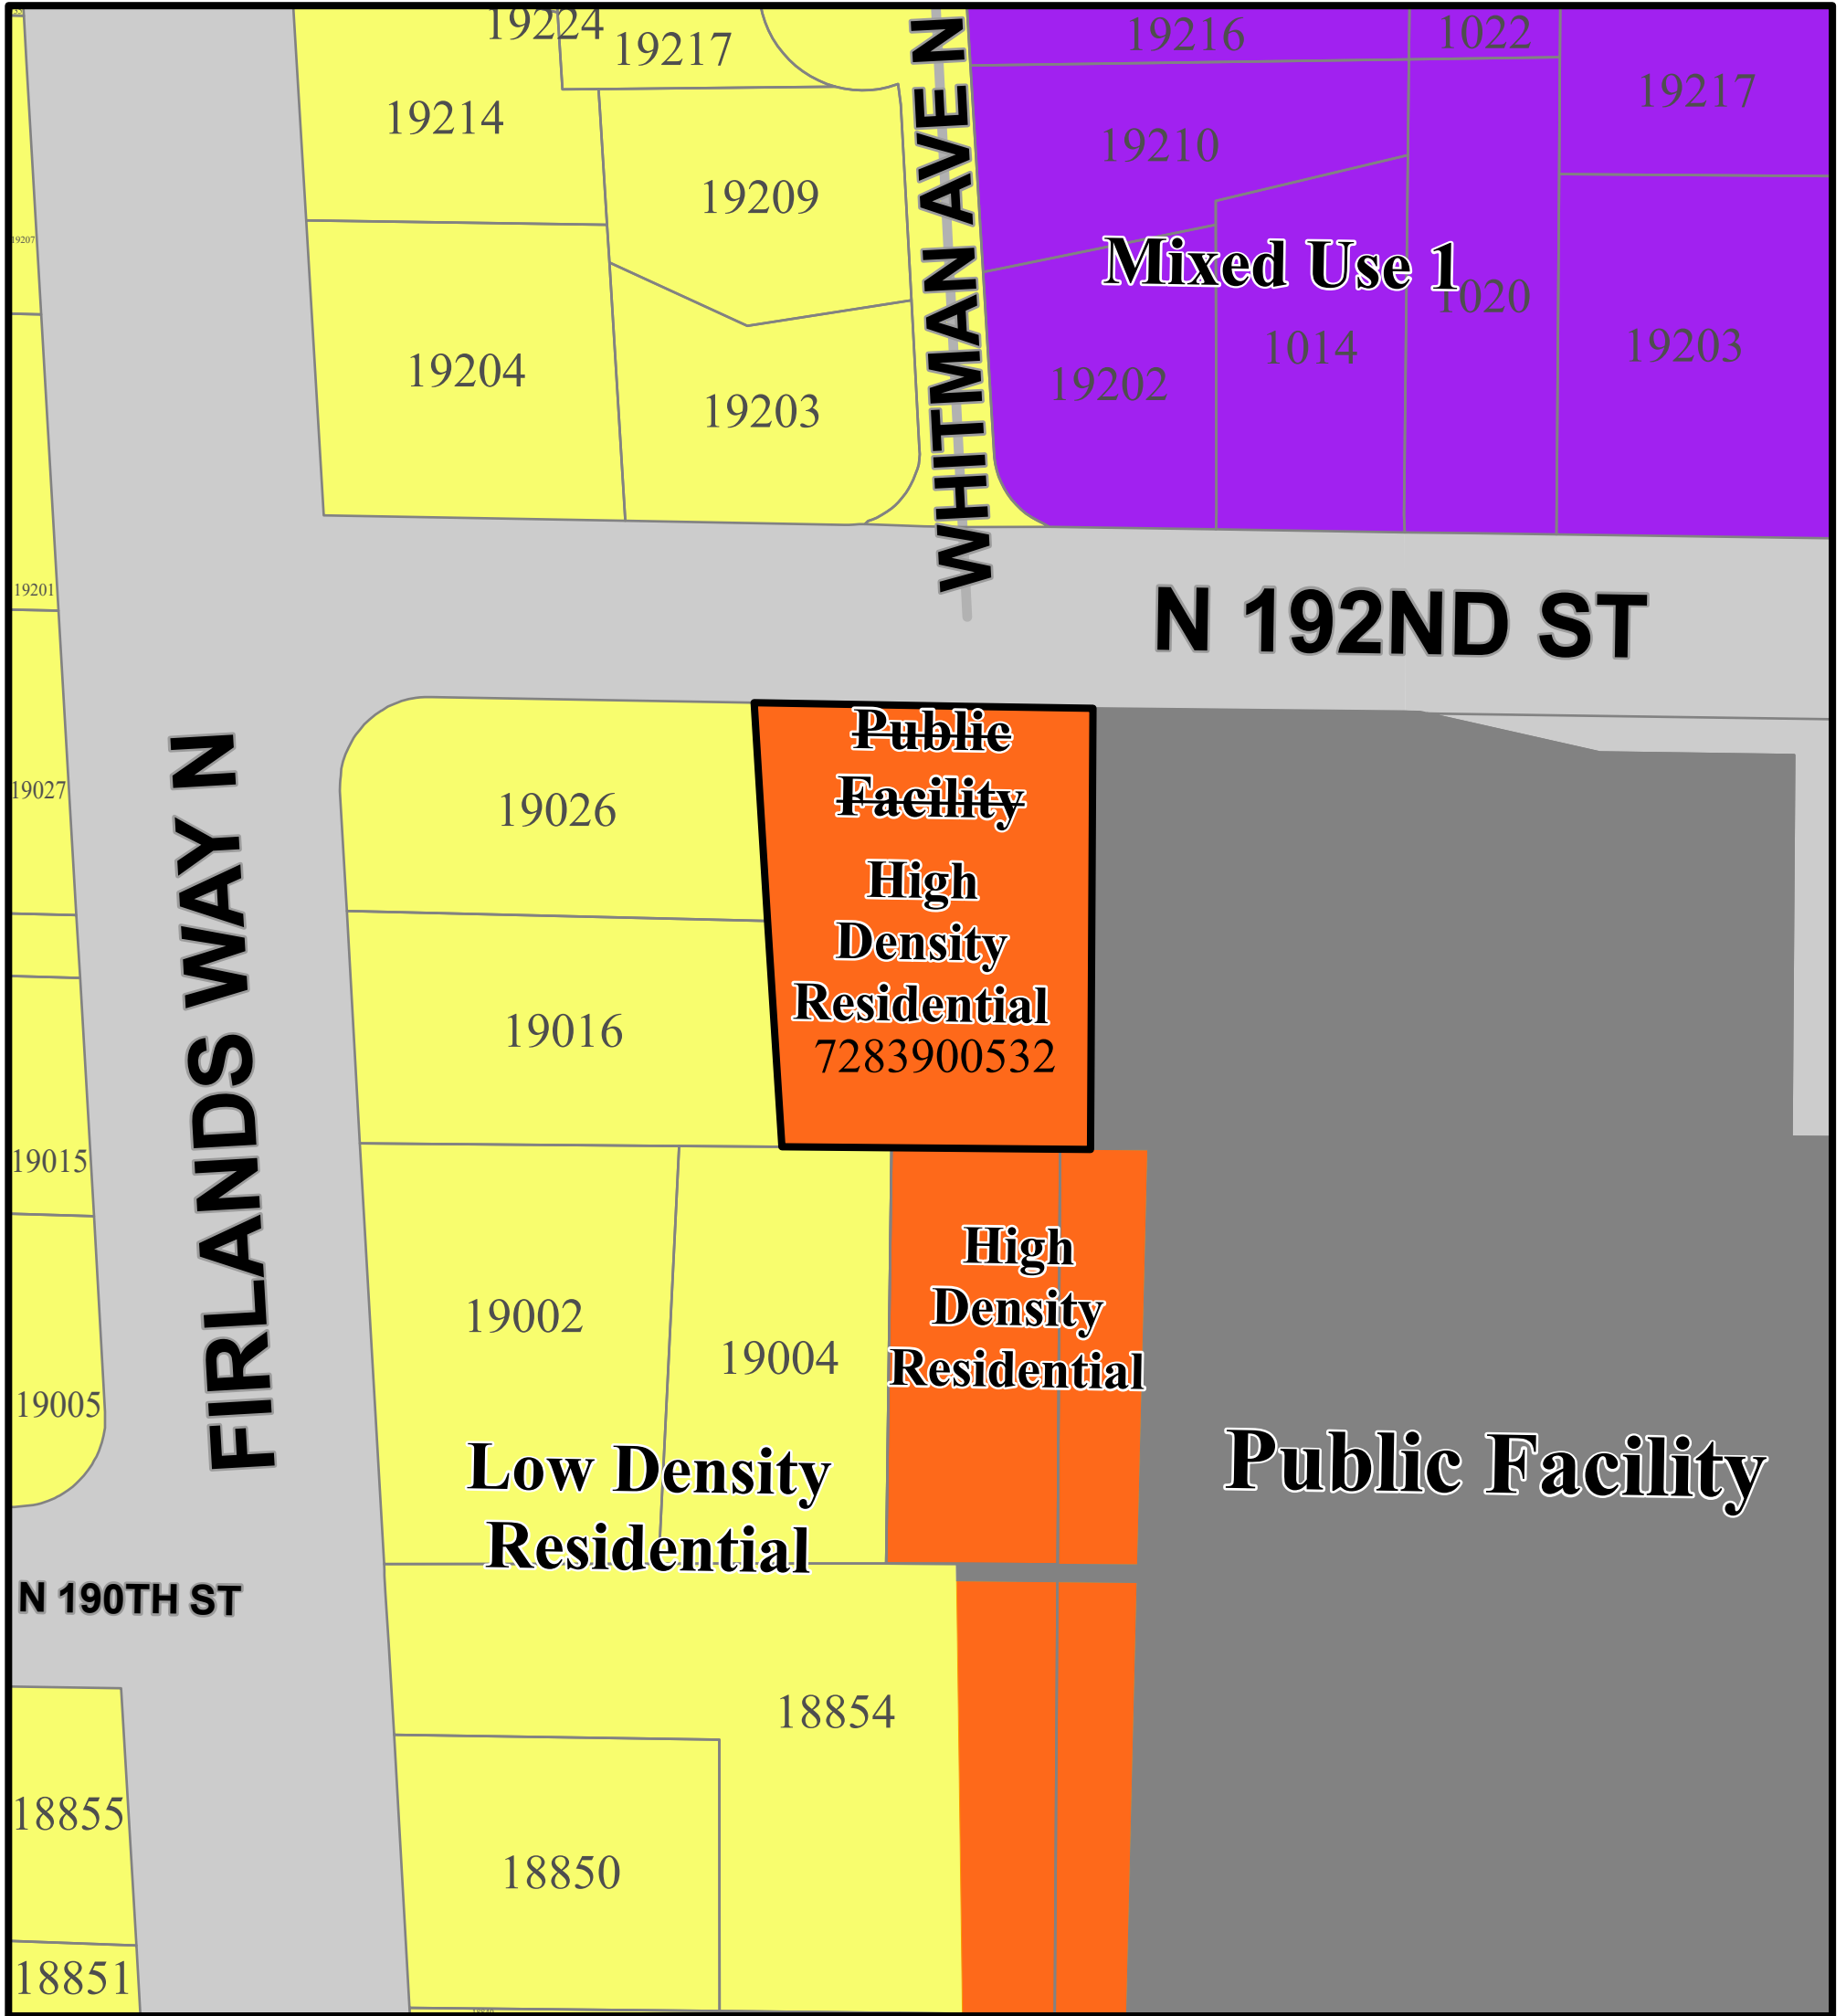 19224
19217
19216
1022
19217
19214
19210
19209
WHITMAN AVE N
19207
Mixed Use 1
1020
19204
19203
19202
1014
19203
19201
N 192ND ST
19027
19026
Public
Facility
High
Density
Residential
7283900532
19016
FIRLANDS WAY N
19015
19002
19004
High
Density
Residential
19005
Low Density
Residential
Public Facility
N 190TH ST
18854
18855
18850
18851